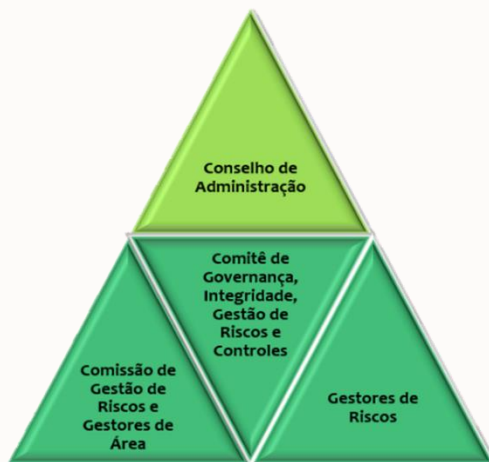 Conselho de
Administração
Comitê de
Governança,
Integridade,
Gestão de
Riscos e
Controles
Comissão de
Gestão de
Riscos e
Gestores de
Área
Gestores de
Riscos